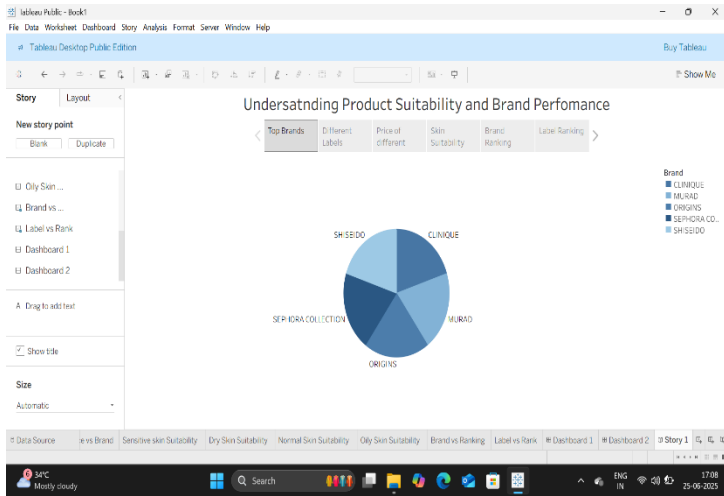 Tableau Public - Book1
File Data Worksheet Dashboard Story Analysis Format Server Window Help
Tableau Desktop Public Edition
Buy Tableau
Show Me
Story Layout
New story point
Blank Duplicate
Oily Skin ...
Brand vs ...
Label vs Rank
Dashboard 1
Dashboard 2
A Drag to add text
Show title
Size
Automatic
Undersatnding Product Suitability and Brand Perfomance
Top Brands
Different
Labels
Price of
different
Skin
Suitability
Brand
Ranking
Label Ranking
Brand
CLINIQUE
MURAD
ORIGINS
SEPHORA CO..
SHISEIDO
SHISEIDO
CLINIQUE
SEPHORA COLLECTION
MURAD
ORIGINS
Data Source e vs Brand Sensitive skin Suitability Dry Skin Suitability Normal Skin Suitability Oily Skin Suitability Brand vs Ranking Label vs Rank Dashboard 1 Dashboard 2 Story 1
34°C
Mostly cloudy
Search
ENG
IN
17:08
25-06-2025